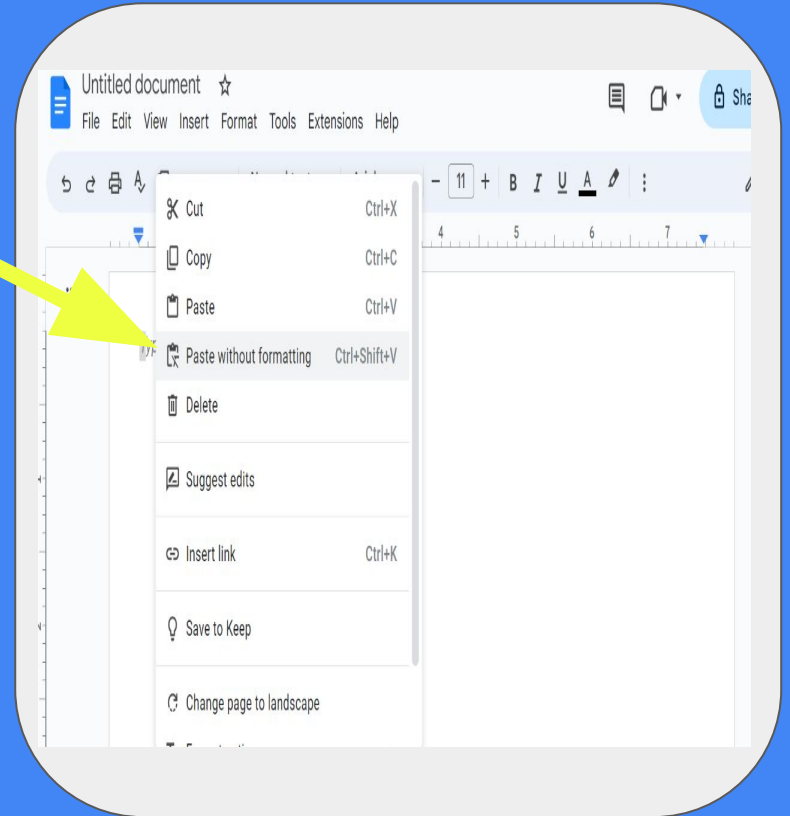 Untitled document
File Edit View Insert Format Tools Extensions Help
Sha
11 B I U A
4 5 6 7
Cut Ctrl+X
Copy Ctrl+C
Paste Ctrl+V
Paste without formatting Ctrl+Shift+V
Delete
Suggest edits
Insert link Ctrl+K
Save to Keep
Change page to landscape